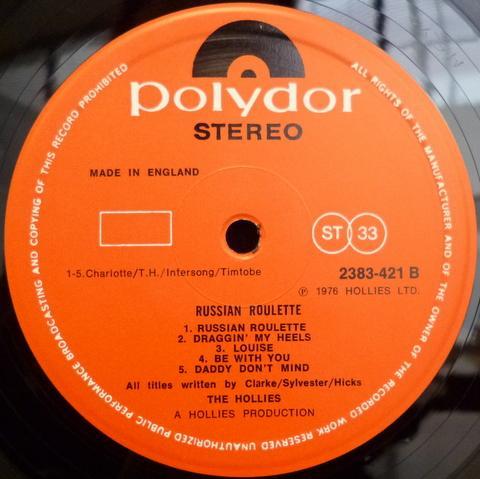 polydor
STEREO
MADE IN ENGLAND
ST 33
1-5.Charlotte/T.H./Intersong/Timtobe
2383-421 B
℗ 1976 HOLLIES LTD.
RUSSIAN ROULETTE
1. RUSSIAN ROULETTE
2. DRAGGIN' MY HEELS
3. LOUISE
4. BE WITH YOU
5. DADDY DON'T MIND
All titles written by Clarke/Sylvester/Hicks
THE HOLLIES
A HOLLIES PRODUCTION
ALL RIGHTS OF THE MANUFACTURER AND OF THE OWNER OF THE RECORDED WORK RESERVED UNAUTHORIZED PUBLIC PERFORMANCE BROADCASTING AND COPYING OF THIS RECORD PROHIBITED